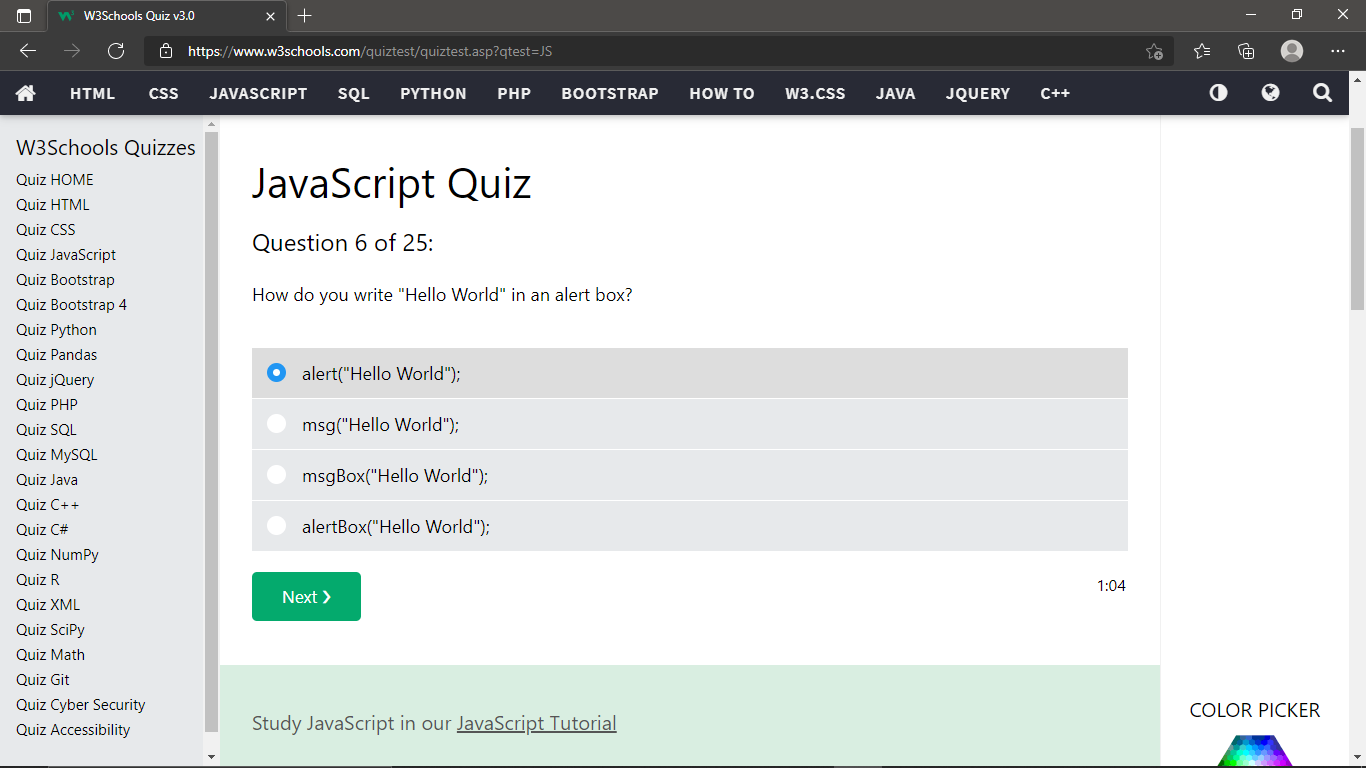 W3Schools Quiz v3.0
https://www.w3schools.com/quiztest/quiztest.asp?qtest=JS
HTML CSS JAVASCRIPT SQL PYTHON PHP BOOTSTRAP HOW TO W3.CSS JAVA JQUERY C++
W3Schools Quizzes
Quiz HOME
Quiz HTML
Quiz CSS
Quiz JavaScript
Quiz Bootstrap
Quiz Bootstrap 4
Quiz Python
Quiz Pandas
Quiz jQuery
Quiz PHP
Quiz SQL
Quiz MySQL
Quiz Java
Quiz C++
Quiz C#
Quiz NumPy
Quiz R
Quiz XML
Quiz SciPy
Quiz Math
Quiz Git
Quiz Cyber Security
Quiz Accessibility
JavaScript Quiz
Question 6 of 25:
How do you write "Hello World" in an alert box?
alert("Hello World");
msg("Hello World");
msgBox("Hello World");
alertBox("Hello World");
Next ❯
1:04
Study JavaScript in our JavaScript Tutorial
COLOR PICKER